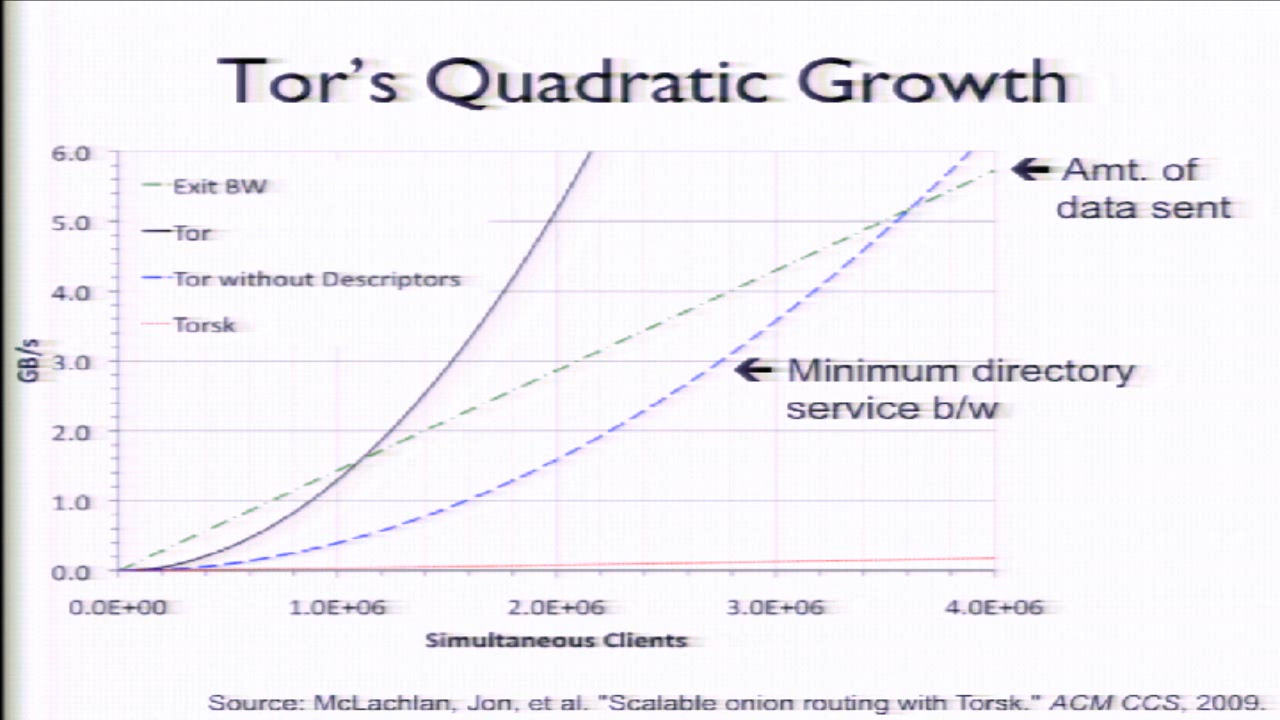 Tor's Quadratic Growth
6.0
5.0
4.0
3.0
2.0
1.0
0.0
GB/s
Exit BW
Tor
Tor without Descriptors
Torsk
← Amt. of
data sent
← Minimum directory
service b/w
0.0E+00 1.0E+06 2.0E+06 3.0E+06 4.0E+06
Simultaneous Clients
Source: McLachlan, Jon, et al. "Scalable onion routing with Torsk." ACM CCS, 2009.